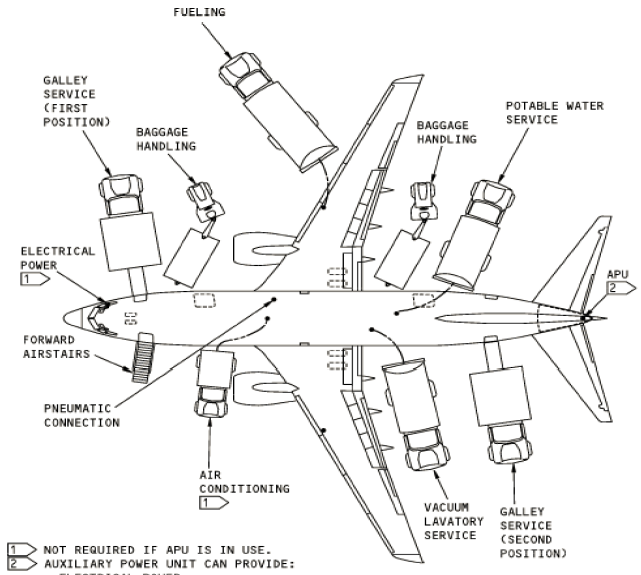 FUELING
GALLEY
SERVICE
(FIRST
POSITION)
BAGGAGE
HANDLING
BAGGAGE
HANDLING
POTABLE WATER
SERVICE
ELECTRICAL
POWER
1
APU
2
FORWARD
AIRSTAIRS
PNEUMATIC
CONNECTION
AIR
CONDITIONING
1
VACUUM
LAVATORY
SERVICE
GALLEY
SERVICE
(SECOND
POSITION)
1 NOT REQUIRED IF APU IS IN USE.
2 AUXILIARY POWER UNIT CAN PROVIDE:
ELECTRICAL POWER